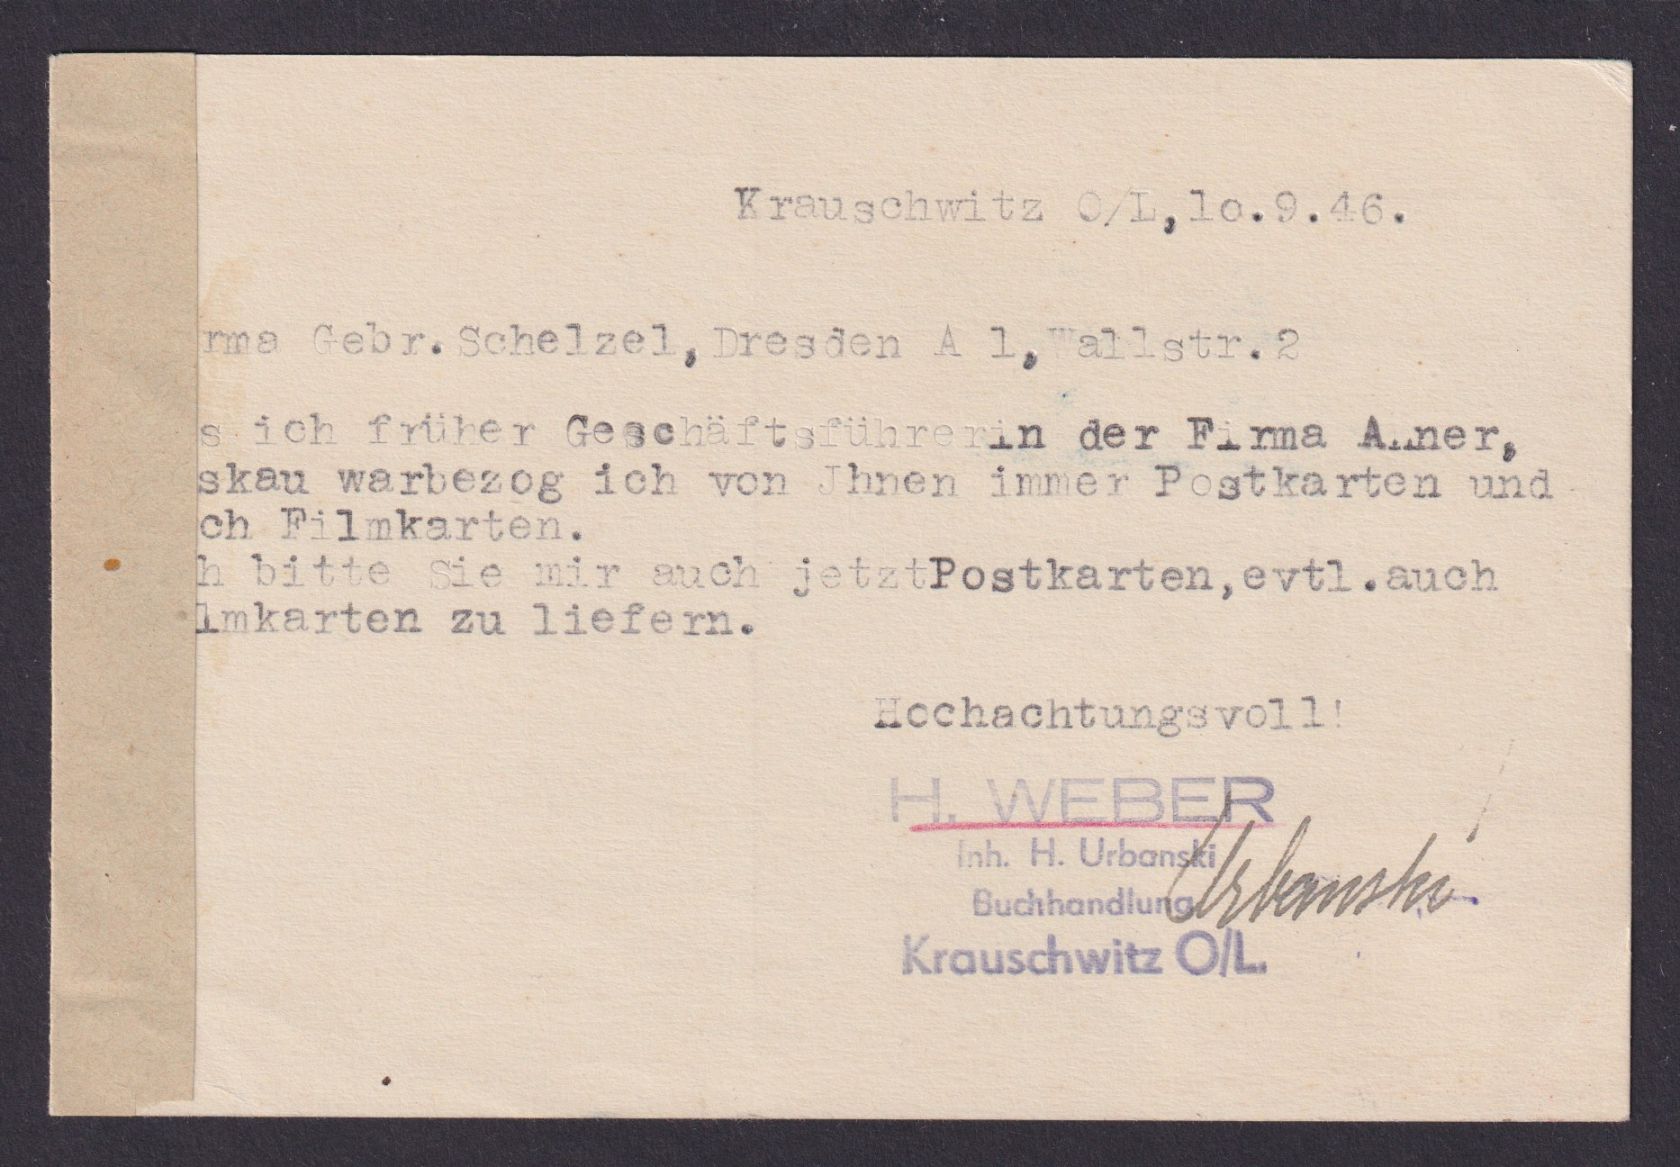 Krauschwitz O/L,lo.9.46.
rma Gebr.Schelzel,Dresden A 1,Wallstr.2
s ich früher Geschäftsführerin der Firma
skau warbezog ich von Jhnen immer Postkarten und
ch Filmkarten.
h bitte Sie mir auch jetztPostkarten,evtl.auch
lmkarten zu liefern.
Hochachtungsvoll!
H. WEBER
Inh. H. Urbanski
Buchhandlung
Urbanski
Krauschwitz O/L.